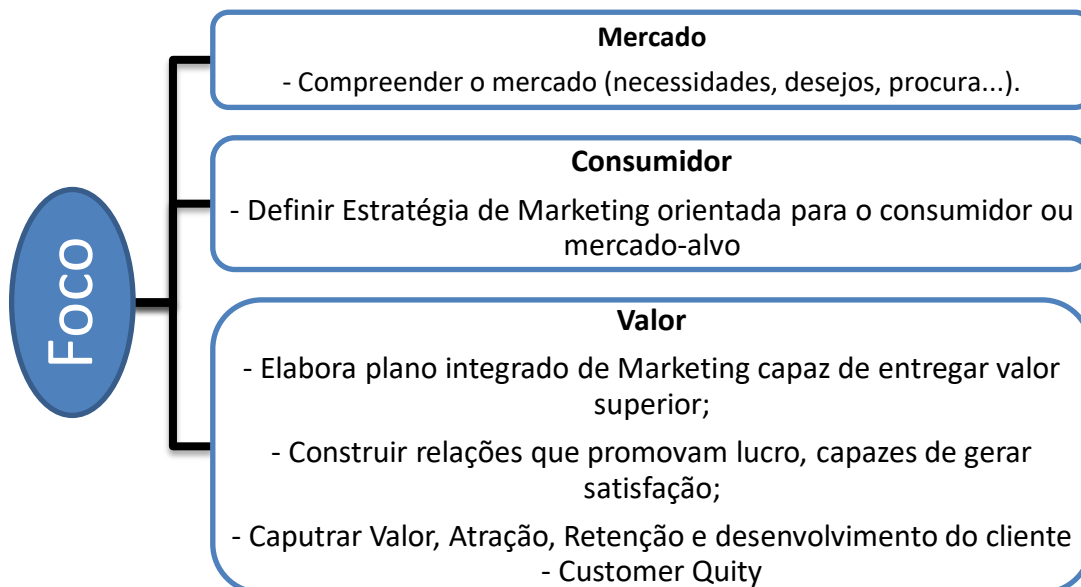 Foco
Mercado
- Compreender o mercado (necessidades, desejos, procura...).
Consumidor
- Definir Estratégia de Marketing orientada para o consumidor ou
mercado-alvo
Valor
- Elabora plano integrado de Marketing capaz de entregar valor
superior;
- Construir relações que promovam lucro, capazes de gerar
satisfação;
- Caputrar Valor, Atração, Retenção e desenvolvimento do cliente
- Customer Quity